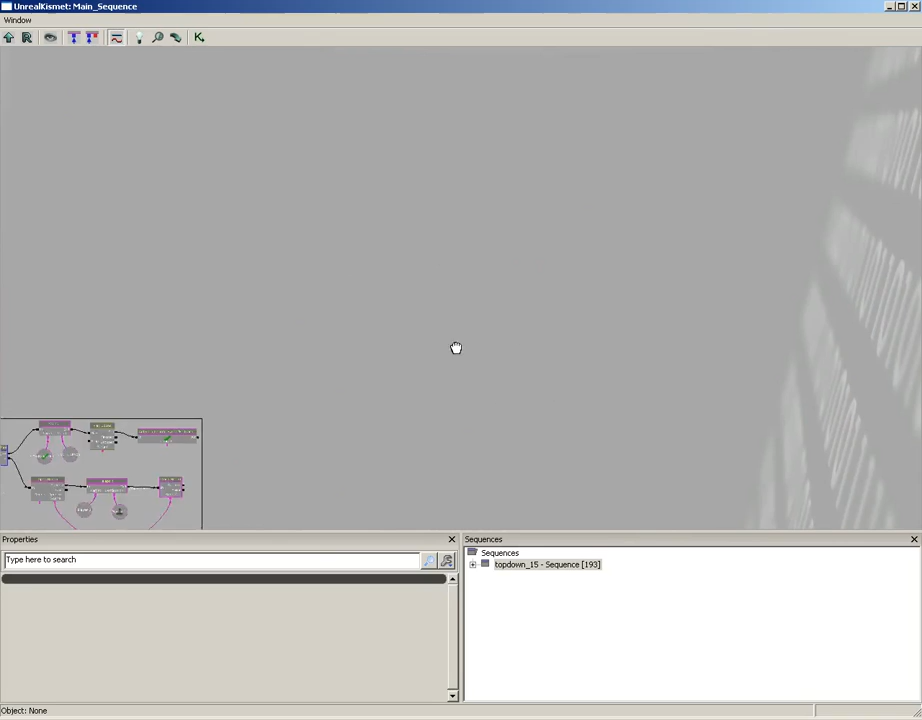 UnrealKismet: Main_Sequence
Window
Properties
Type here to search
Sequences
Sequences
topdown_15 - Sequence [193]
Object: None